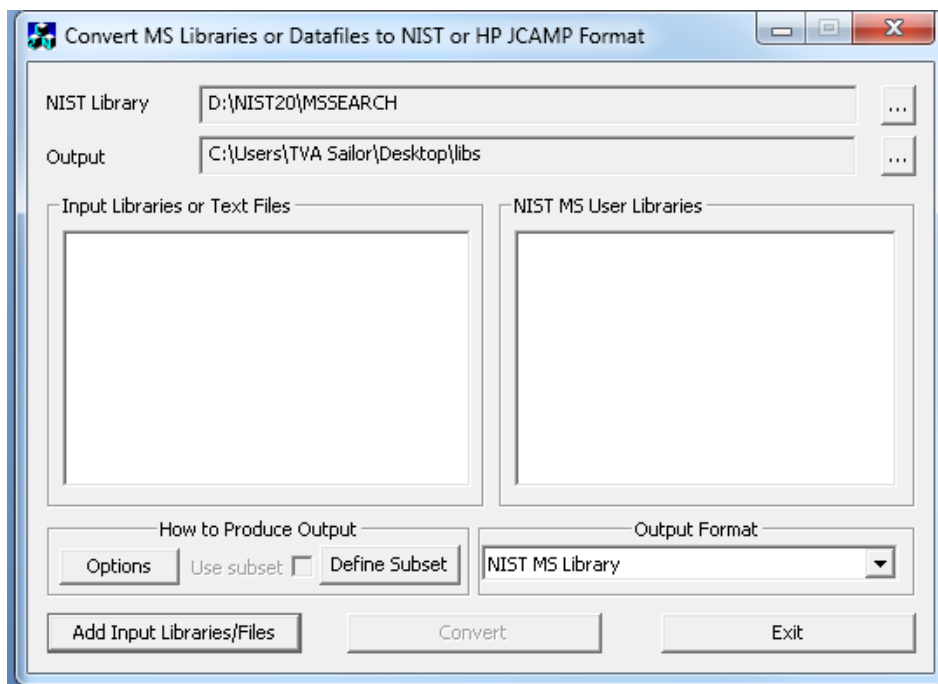 Convert MS Libraries or Datafiles to NIST or HP JCAMP Format
NIST Library D:\NIST20\MSSEARCH ...
Output C:\Users\TVA Sailor\Desktop\libs ...
Input Libraries or Text Files NIST MS User Libraries
How to Produce Output Output Format
Options Use subset Define Subset NIST MS Library
Add Input Libraries/Files Convert Exit